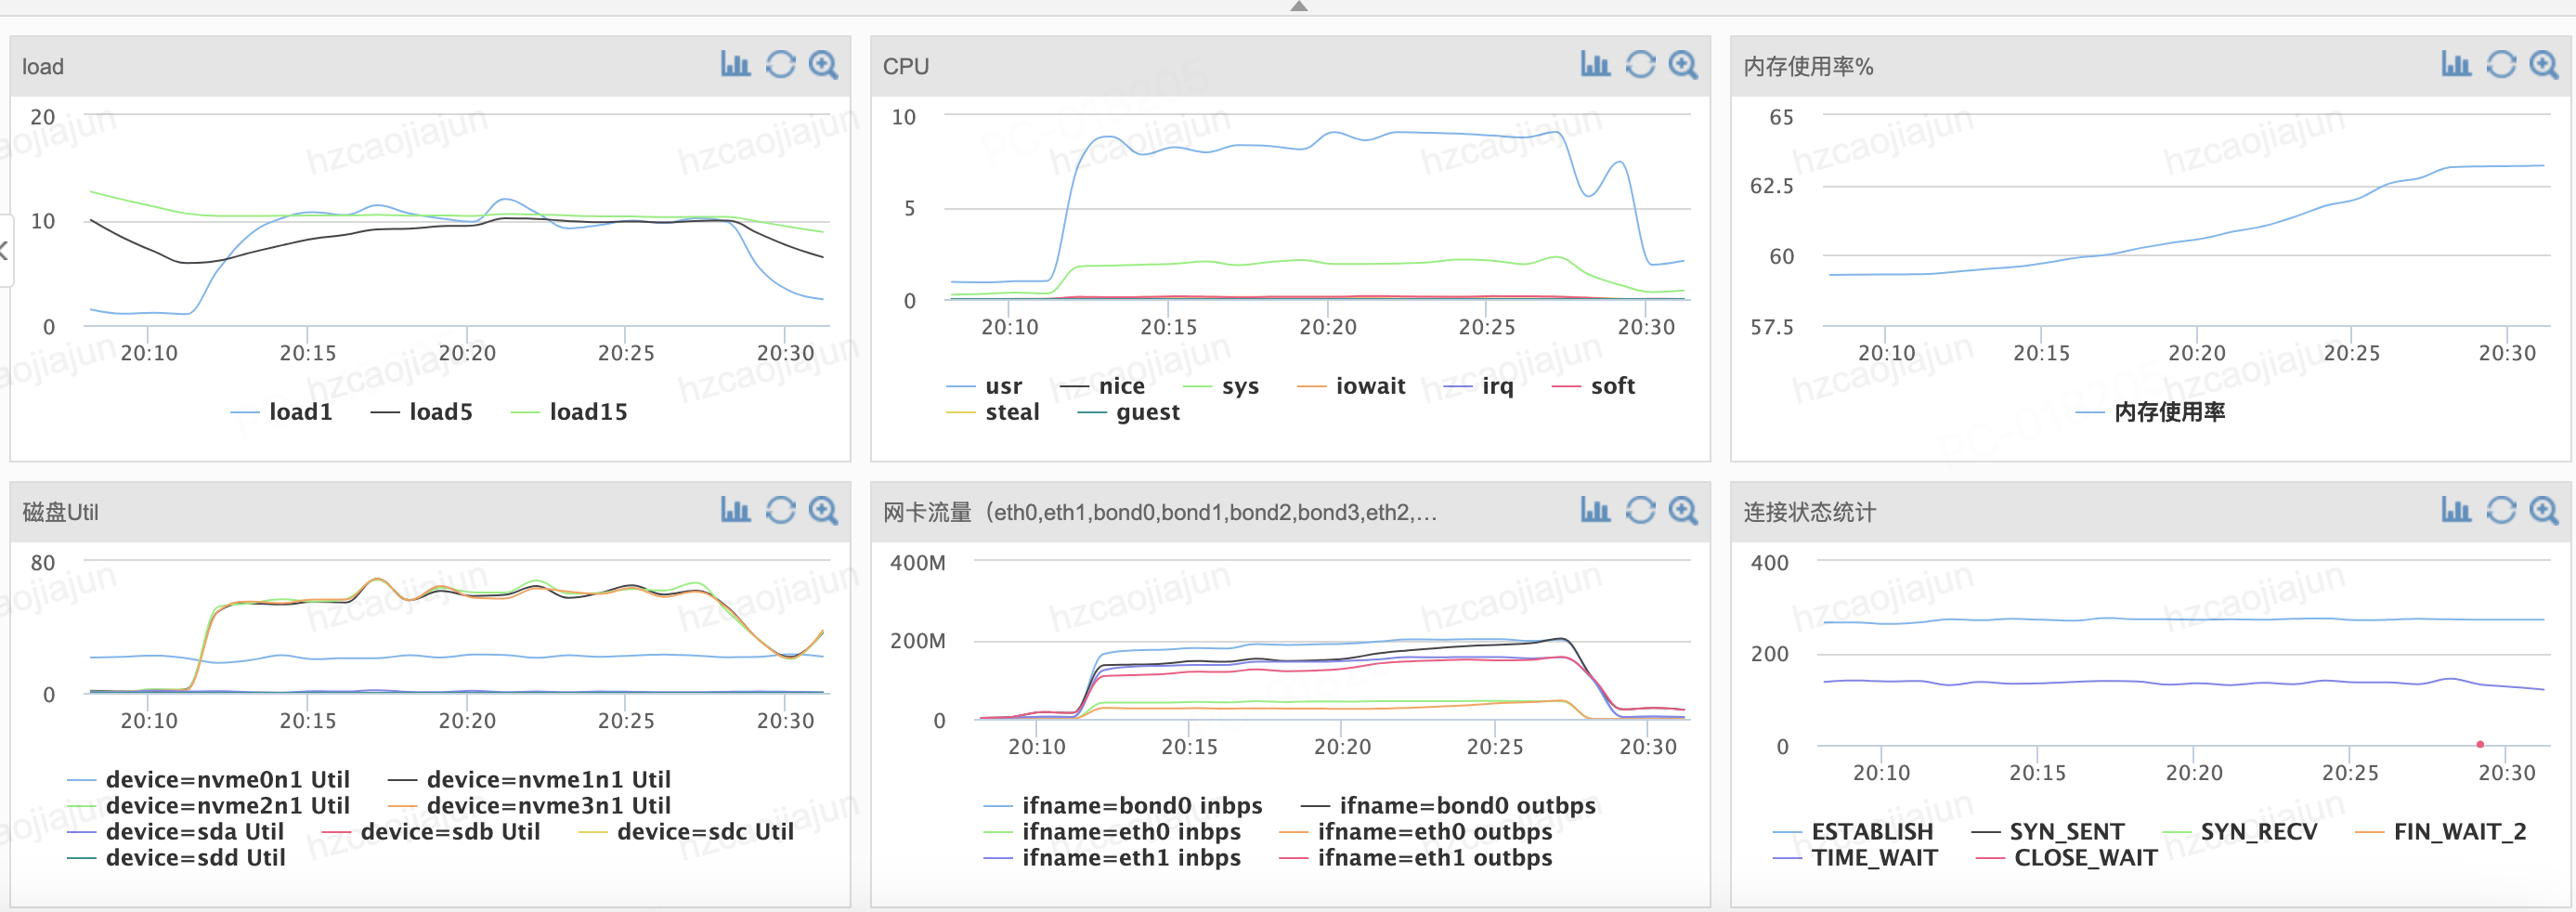 load
20
10
0
20:10 20:15 20:20 20:25 20:30
load1 load5 load15
CPU
10
5
0
20:10 20:15 20:20 20:25 20:30
usr nice sys iowait irq soft
steal guest
内存使用率%
65
62.5
60
57.5
20:10 20:15 20:20 20:25 20:30
内存使用率
磁盘Util
80
0
20:10 20:15 20:20 20:25 20:30
device=nvme0n1 Util device=nvme1n1 Util
device=nvme2n1 Util device=nvme3n1 Util
device=sda Util device=sdb Util device=sdc Util
device=sdd Util
网卡流量（eth0,eth1,bond0,bond1,bond2,bond3,eth2,...
400M
200M
0
20:10 20:15 20:20 20:25 20:30
ifname=bond0 inbps ifname=bond0 outbps
ifname=eth0 inbps ifname=eth0 outbps
ifname=eth1 inbps ifname=eth1 outbps
连接状态统计
400
200
0
20:10 20:15 20:20 20:25 20:30
ESTABLISH SYN_SENT SYN_RECV FIN_WAIT_2
TIME_WAIT CLOSE_WAIT
hzcaojiajun